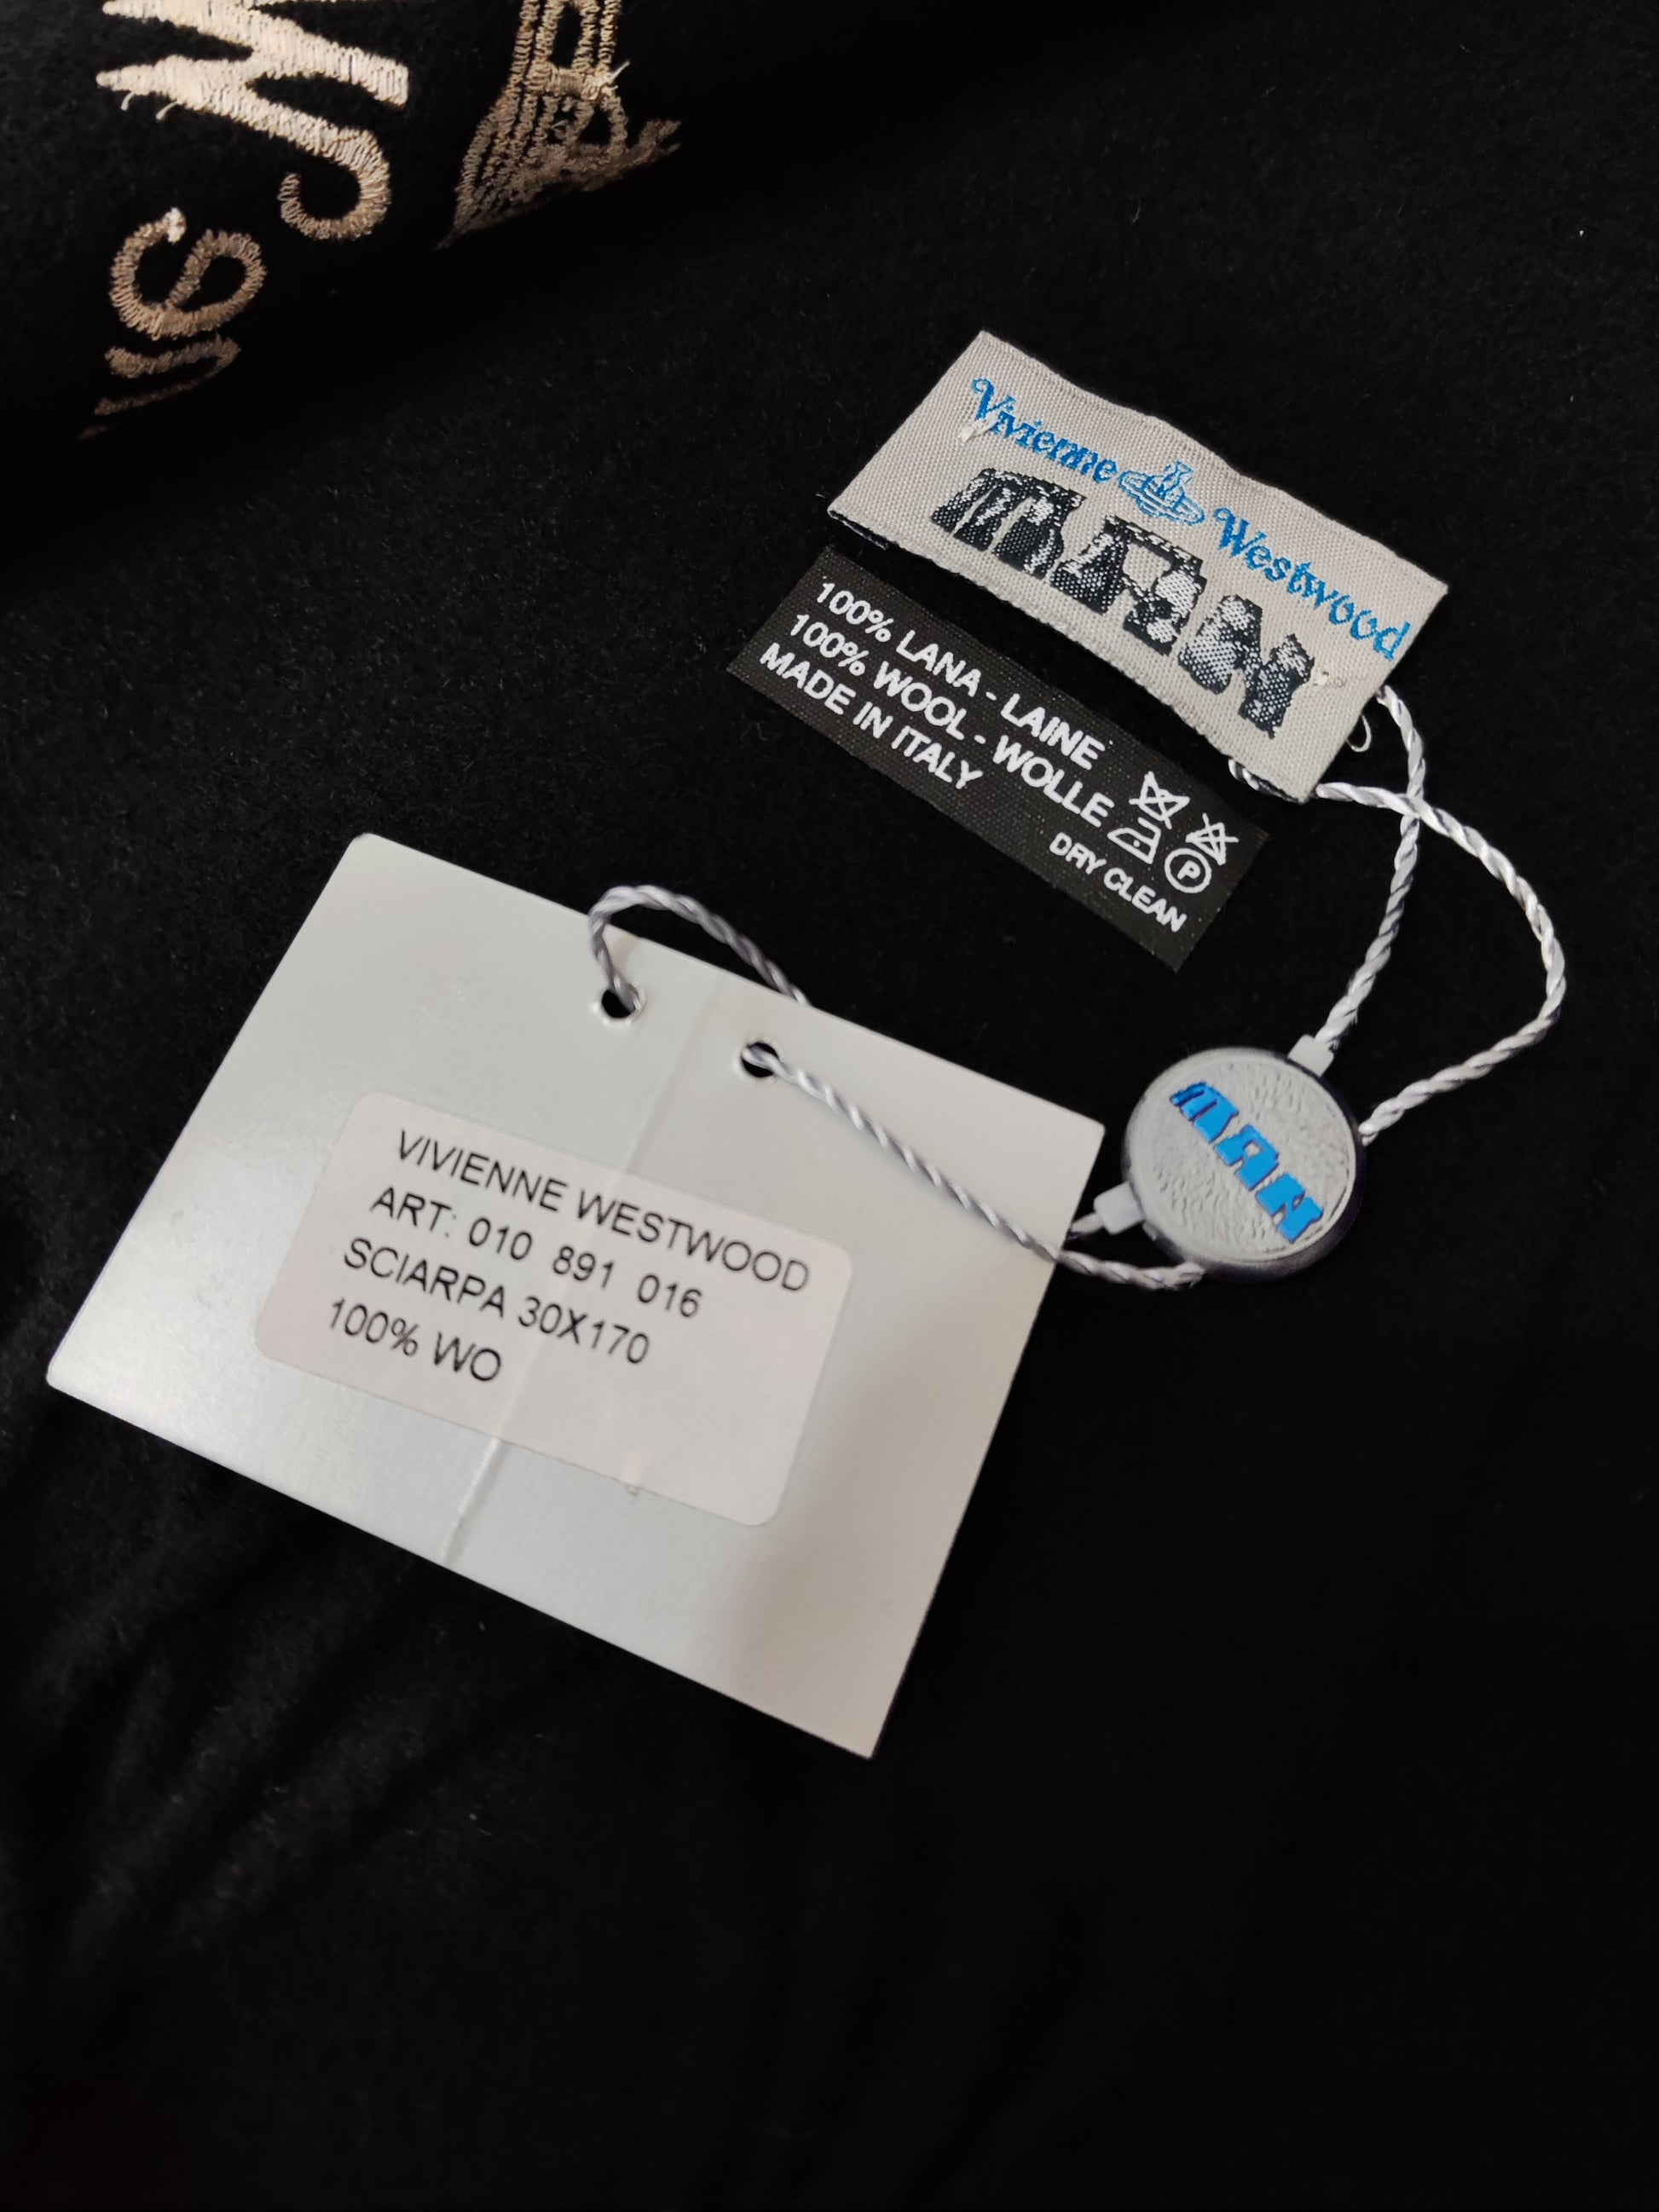 Vivienne Westwood
MAN
100% LANA - LAINE
100% WOOL - WOLLE
MADE IN ITALY
P
DRY CLEAN
MAN
VIVIENNE WESTWOOD
ART: 010 891 016
SCIARPA 30X170
100% WO